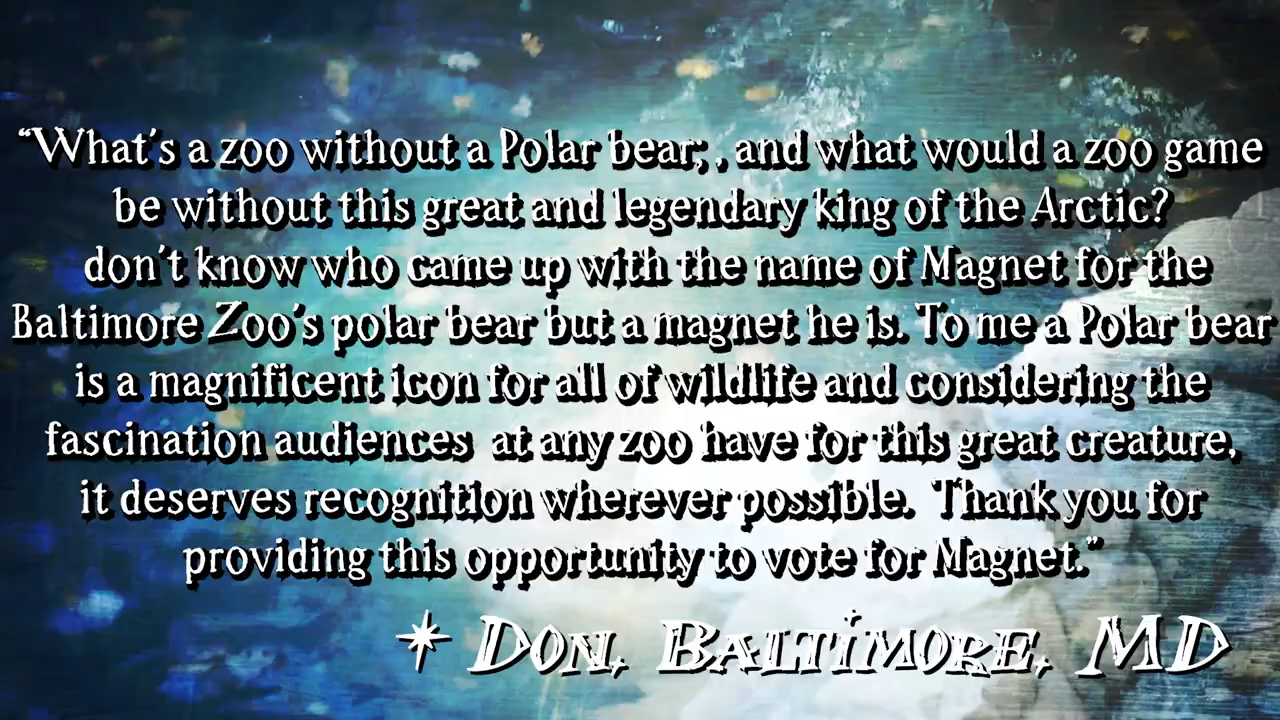 “What's a zoo without a Polar bear; , and what would a zoo game
be without this great and legendary king of the Arctic?
don't know who came up with the name of Magnet for the
Baltimore Zoo's polar bear but a magnet he is. To me a Polar bear
is a magnificent icon for all of wildlife and considering the
fascination audiences  at any zoo have for this great creature,
it deserves recognition wherever possible.  Thank you for
providing this opportunity to vote for Magnet.”
* Don, Baltimore, MD